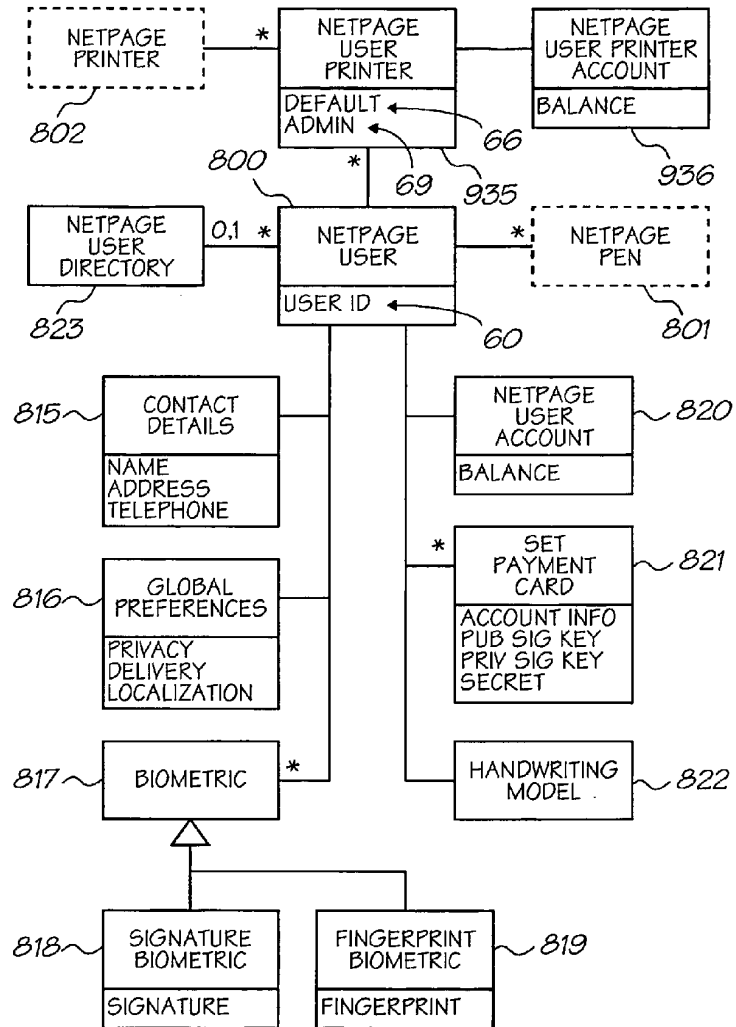 NETPAGE
PRINTER
802
*
NETPAGE
USER
PRINTER
DEFAULT
ADMIN
66
69
935
NETPAGE
USER PRINTER
ACCOUNT
BALANCE
936
800
*
NETPAGE
USER
DIRECTORY
823
0,1
*
NETPAGE
USER
USER ID
60
*
NETPAGE
PEN
801
815
CONTACT
DETAILS
NAME
ADDRESS
TELEPHONE
NETPAGE
USER
ACCOUNT
BALANCE
820
816
GLOBAL
PREFERENCES
PRIVACY
DELIVERY
LOCALIZATION
*
SET
PAYMENT
CARD
ACCOUNT INFO
PUB SIG KEY
PRIV SIG KEY
SECRET
821
817
BIOMETRIC
*
HANDWRITING
MODEL
822
818
SIGNATURE
BIOMETRIC
SIGNATURE
FINGERPRINT
BIOMETRIC
FINGERPRINT
819